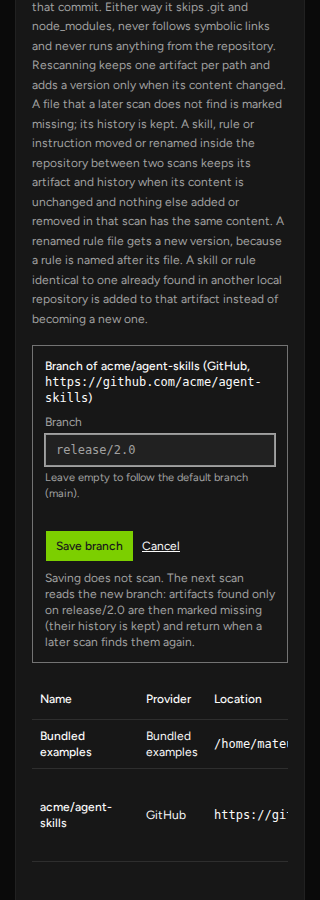 that commit. Either way it skips .git and
node_modules, never follows symbolic links
and never runs anything from the repository.
Rescanning keeps one artifact per path and
adds a version only when its content changed.
A file that a later scan does not find is marked
missing; its history is kept. A skill, rule or
instruction moved or renamed inside the
repository between two scans keeps its
artifact and history when its content is
unchanged and nothing else added or
removed in that scan has the same content. A
renamed rule file gets a new version, because
a rule is named after its file. A skill or rule
identical to one already found in another local
repository is added to that artifact instead of
becoming a new one.
Branch of acme/agent-skills (GitHub,
https://github.com/acme/agent-
skills)
Branch
release/2.0
Leave empty to follow the default branch
(main).
Save branch Cancel
Saving does not scan. The next scan
reads the new branch: artifacts found only
on release/2.0 are then marked missing
(their history is kept) and return when a
later scan finds them again.
Name Provider Location
Bundled
examples
Bundled
examples
/home/mate
acme/agent-
skills
GitHub
https://gi